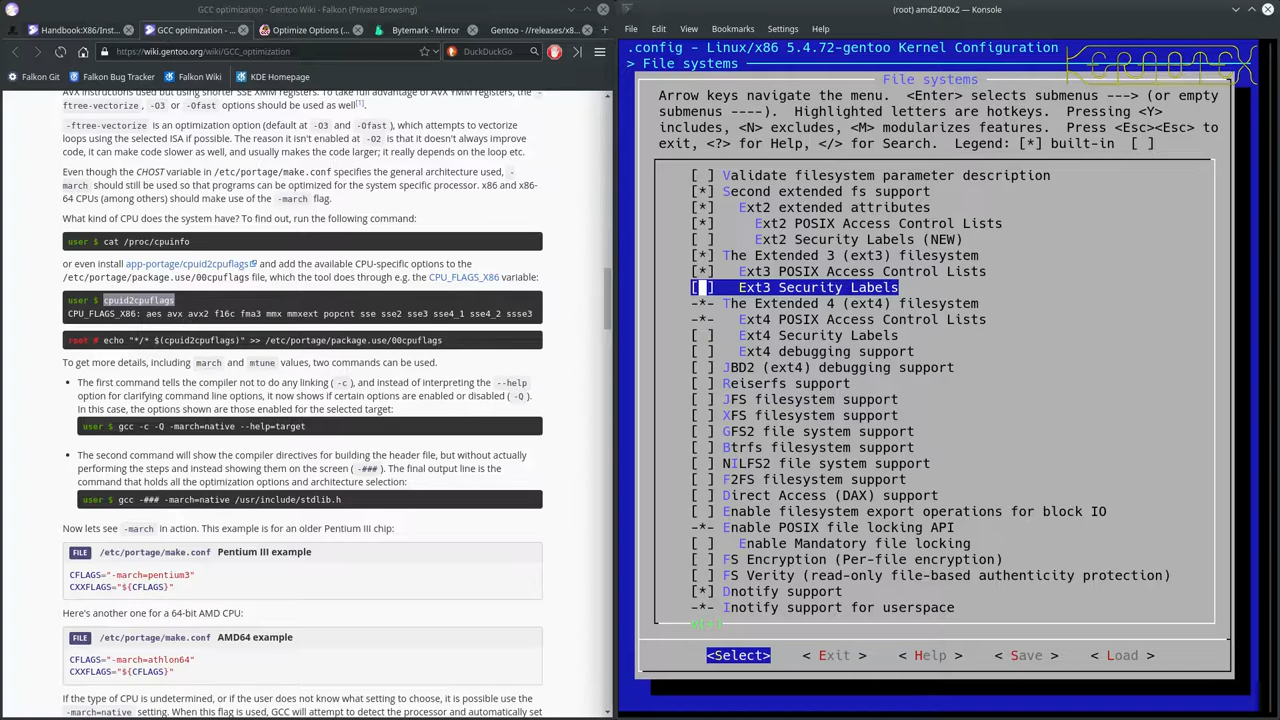 GCC optimization - Gentoo Wiki - Falkon (Private Browsing)
Handbook:X86/Inst...
GCC optimization - ...
Optimize Options (...
Bytemark - Mirror
Gentoo - //releases/x8...
https://wiki.gentoo.org/wiki/GCC_optimization
DuckDuckGo
Falkon Git
Falkon Bug Tracker
Falkon Wiki
KDE Homepage
AVX instructions used but using shorter SSE XMM registers. To take full advantage of AVX YMM registers, the -
ftree-vectorize, -O3 or -Ofast options should be used as well[1].
-ftree-vectorize is an optimization option (default at -O3 and -Ofast), which attempts to vectorize
loops using the selected ISA if possible. The reason it isn't enabled at -O2 is that it doesn't always improve
code, it can make code slower as well, and usually makes the code larger; it really depends on the loop etc.
Even though the CHOST variable in /etc/portage/make.conf specifies the general architecture used, -
march should still be used so that programs can be optimized for the system specific processor. x86 and x86-
64 CPUs (among others) should make use of the -march flag.
What kind of CPU does the system have? To find out, run the following command:
user $ cat /proc/cpuinfo
or even install app-portage/cpuid2cpuflags and add the available CPU-specific options to the
/etc/portage/package.use/00cpuflags file, which the tool does through e.g. the CPU_FLAGS_X86 variable:
user $ cpuid2cpuflags
CPU_FLAGS_X86: aes avx avx2 f16c fma3 mmx mmxext popcnt sse sse2 sse3 sse4_1 sse4_2 ssse3
root # echo "*/* $(cpuid2cpuflags)" >> /etc/portage/package.use/00cpuflags
To get more details, including march and mtune values, two commands can be used.
• The first command tells the compiler not to do any linking (-c), and instead of interpreting the --help
option for clarifying command line options, it now shows if certain options are enabled or disabled (-Q).
In this case, the options shown are those enabled for the selected target:
user $ gcc -c -Q -march=native --help=target
• The second command will show the compiler directives for building the header file, but without actually
performing the steps and instead showing them on the screen (-###). The final output line is the
command that holds all the optimization options and architecture selection:
user $ gcc -### -march=native /usr/include/stdlib.h
Now lets see -march in action. This example is for an older Pentium III chip:
FILE /etc/portage/make.conf Pentium III example
CFLAGS="-march=pentium3"
CXXFLAGS="${CFLAGS}"
Here's another one for a 64-bit AMD CPU:
FILE /etc/portage/make.conf AMD64 example
CFLAGS="-march=athlon64"
CXXFLAGS="${CFLAGS}"
If the type of CPU is undetermined, or if the user does not know what setting to choose, it is possible use the
-march=native setting. When this flag is used, GCC will attempt to detect the processor and automatically set
(root) amd2400x2 — Konsole
File Edit View Bookmarks Settings Help
.config - Linux/x86 5.4.72-gentoo Kernel Configuration
> File systems
KERNOTEX
File systems
Arrow keys navigate the menu. <Enter> selects submenus ---> (or empty
submenus ----). Highlighted letters are hotkeys. Pressing <Y>
includes, <N> excludes, <M> modularizes features. Press <Esc><Esc> to
exit, <?> for Help, </> for Search. Legend: [*] built-in [ ]
[ ] Validate filesystem parameter description
[*] Second extended fs support
[*] Ext2 extended attributes
[*] Ext2 POSIX Access Control Lists
[ ] Ext2 Security Labels (NEW)
[*] The Extended 3 (ext3) filesystem
[*] Ext3 POSIX Access Control Lists
[ ] Ext3 Security Labels
-*- The Extended 4 (ext4) filesystem
-*- Ext4 POSIX Access Control Lists
[ ] Ext4 Security Labels
[ ] Ext4 debugging support
[ ] JBD2 (ext4) debugging support
[ ] Reiserfs support
[ ] JFS filesystem support
[ ] XFS filesystem support
[ ] GFS2 file system support
[ ] Btrfs filesystem support
[ ] NILFS2 file system support
[ ] F2FS filesystem support
[ ] Direct Access (DAX) support
[ ] Enable filesystem export operations for block IO
-*- Enable POSIX file locking API
[ ] Enable Mandatory file locking
[ ] FS Encryption (Per-file encryption)
[ ] FS Verity (read-only file-based authenticity protection)
[*] Dnotify support
-*- Inotify support for userspace
v(+)
<Select> < Exit > < Help > < Save > < Load >